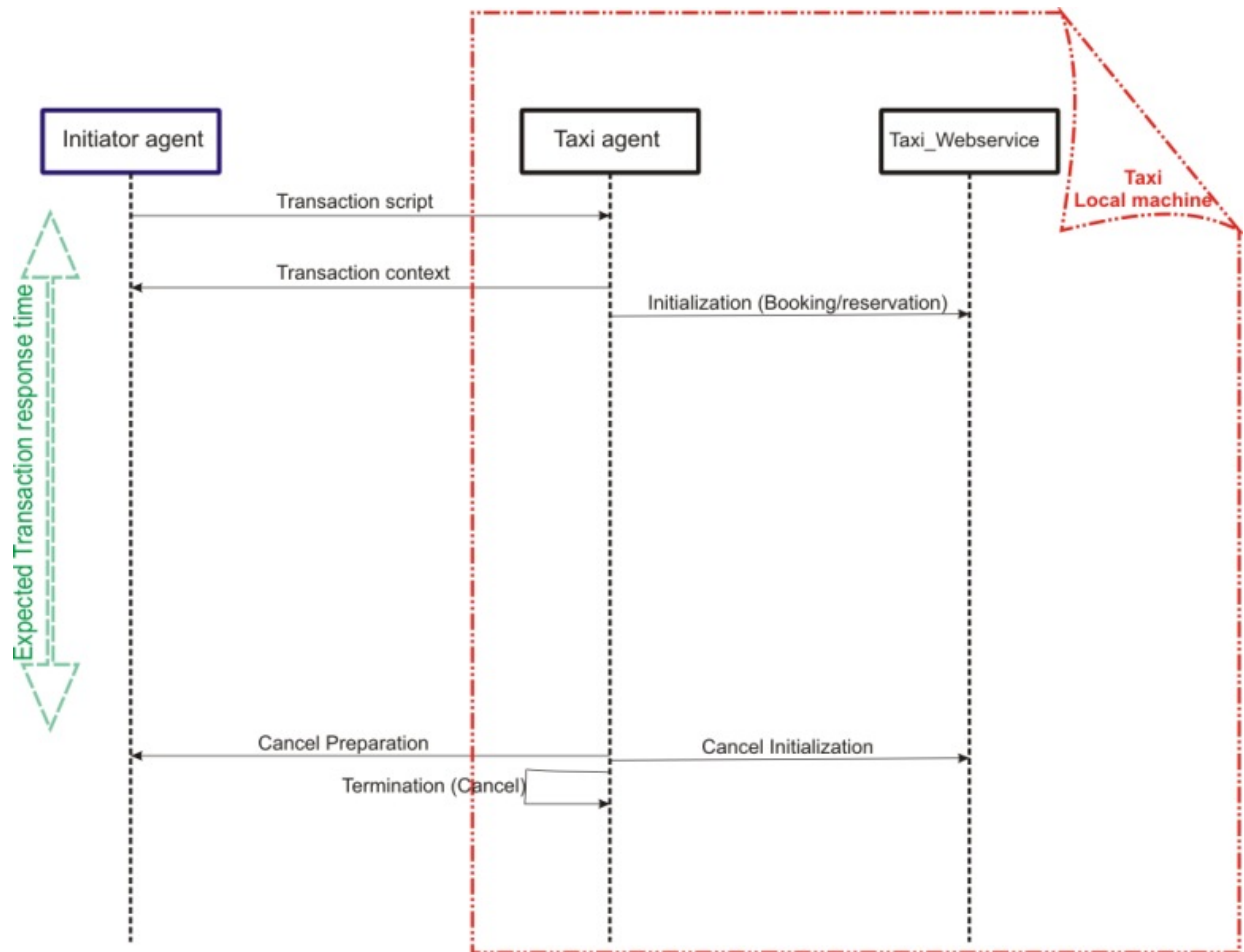 Initiator agent
Taxi agent
Taxi_Webservice
Taxi
Local machine
Transaction script
Transaction context
Initialization (Booking/reservation)
Expected Transaction response time
Cancel Preparation
Cancel Initialization
Termination (Cancel)